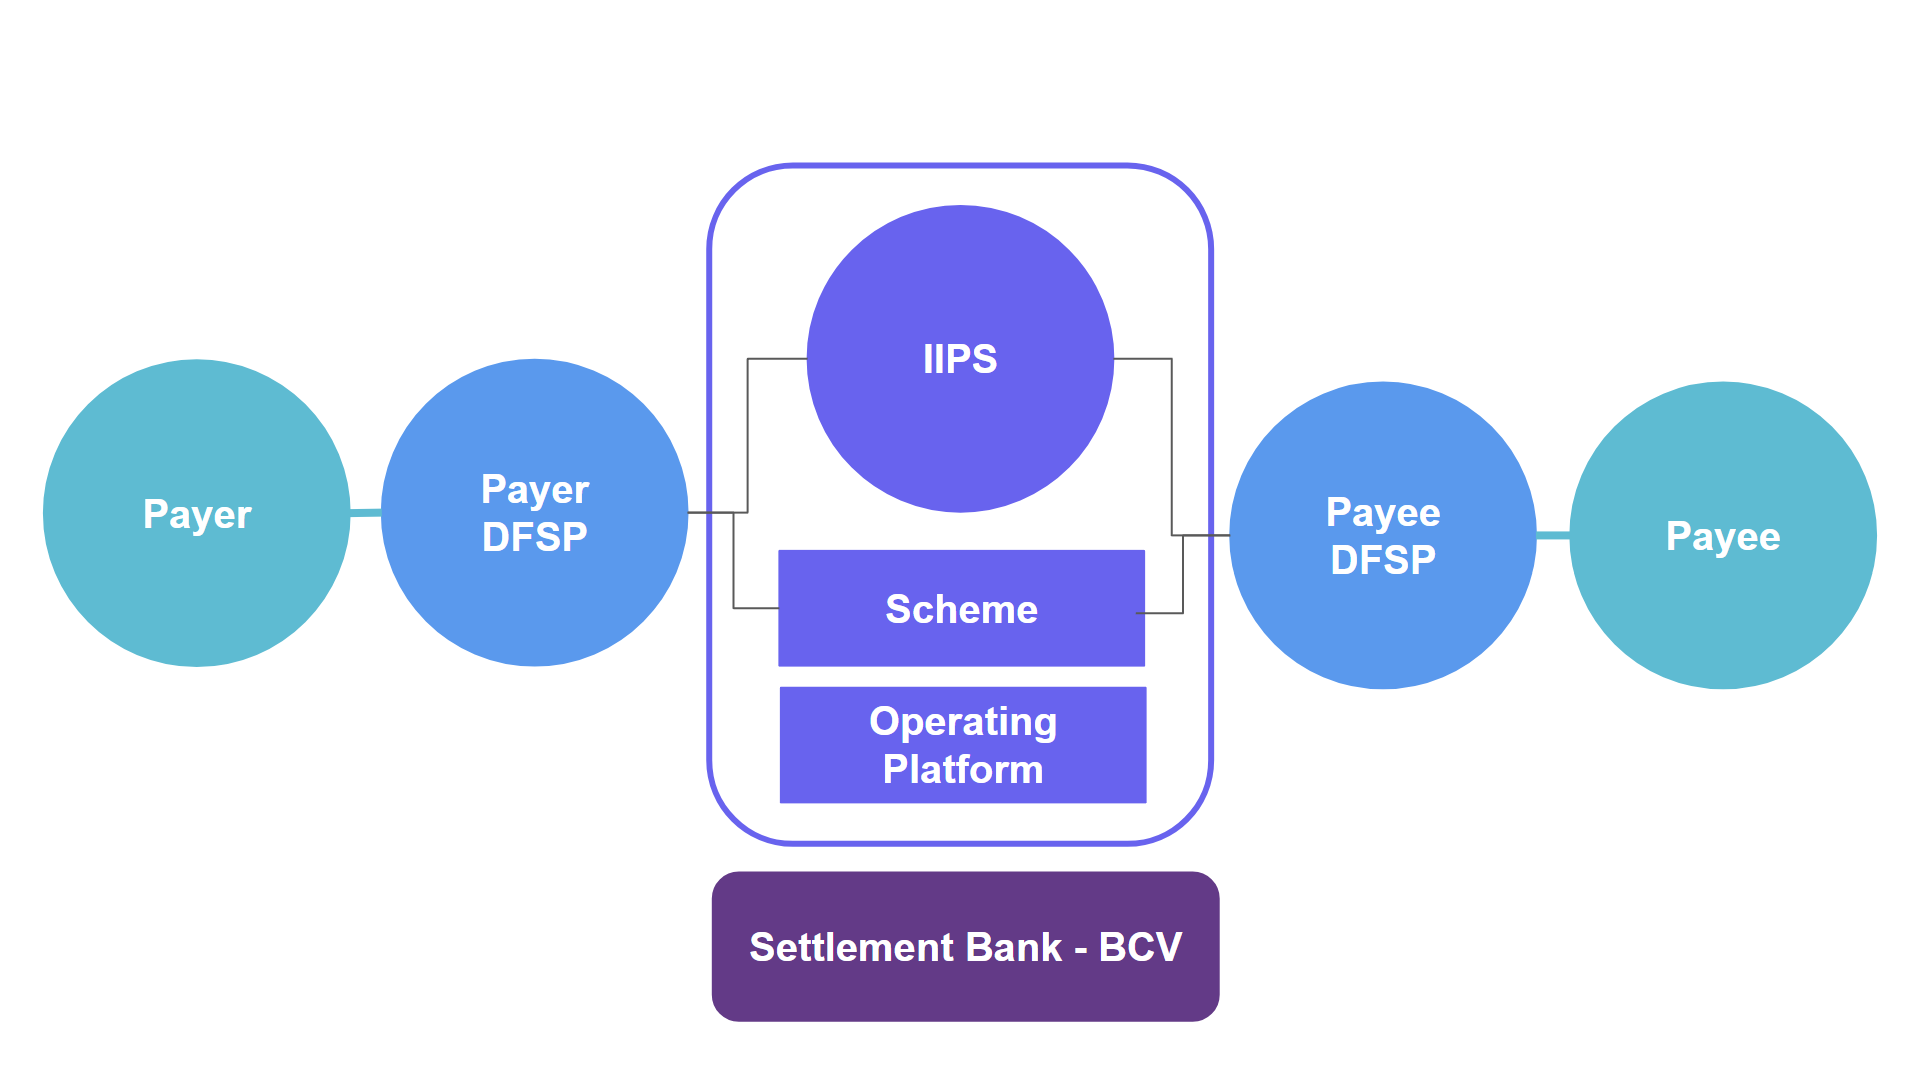 Payer
Payer
DFSP
IIPS
Scheme
Operating
Platform
Payee
DFSP
Payee
Settlement Bank - BCV